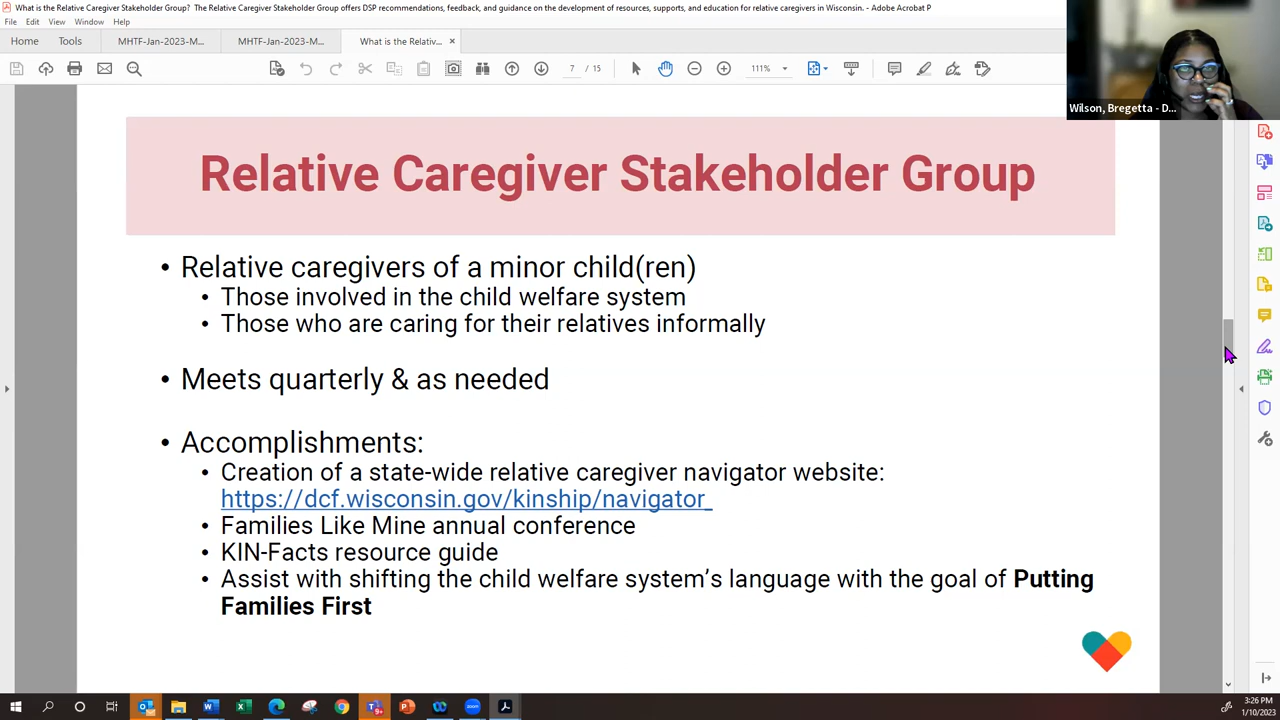 What is the Relative Caregiver Stakeholder Group?  The Relative Caregiver Stakeholder Group offers DSP recommendations, feedback, and guidance on the development of resources, supports, and education for relative caregivers in Wisconsin. - Adobe Acrobat P
File Edit View Window Help
Home Tools MHTF-Jan-2023-M... MHTF-Jan-2023-M... What is the Relativ... ×
7 / 15 111%
Wilson, Bregetta - D...
Relative Caregiver Stakeholder Group
• Relative caregivers of a minor child(ren)
• Those involved in the child welfare system
• Those who are caring for their relatives informally
• Meets quarterly & as needed
• Accomplishments:
• Creation of a state-wide relative caregiver navigator website:
https://dcf.wisconsin.gov/kinship/navigator_
• Families Like Mine annual conference
• KIN-Facts resource guide
• Assist with shifting the child welfare system's language with the goal of Putting
Families First
3:26 PM
1/10/2023